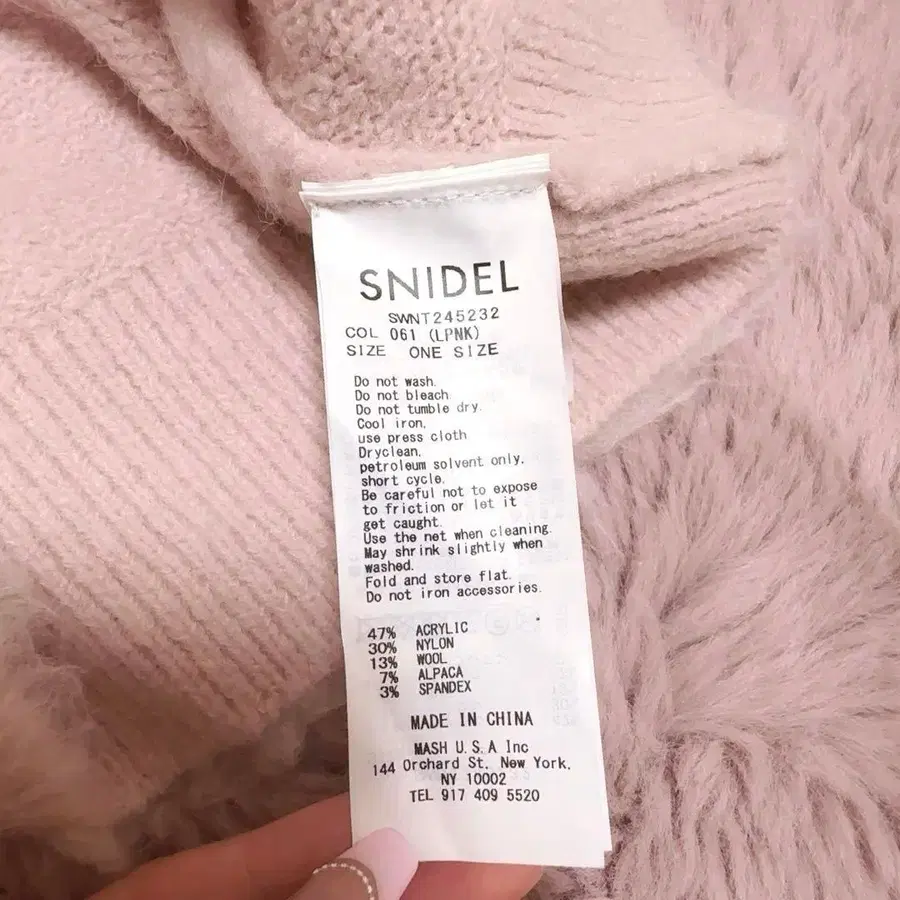 SNIDEL
SWNT245232
COL 061 (LPNK)
SIZE ONE SIZE
Do not wash.
Do not bleach.
Do not tumble dry.
Cool iron,
use press cloth
Dryclean,
petroleum solvent only,
short cycle,
Be careful not to expose
to friction or let it
get caught.
Use the net when cleaning.
May shrink slightly when
washed.
Fold and store flat.
Do not iron accessories.
47% ACRYLIC
30% NYLON
13% WOOL
7% ALPACA
3% SPANDEX
MADE IN CHINA
MASH U.S.A Inc
144 Orchard St. New York,
NY 10002
TEL 917 409 5520